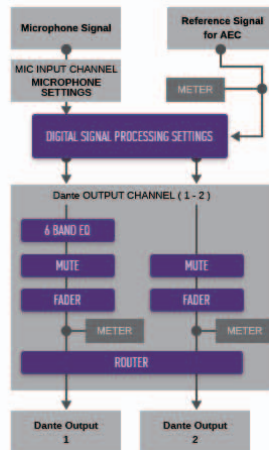 Microphone Signal
Reference Signal
for AEC
MIC INPUT CHANNEL
MICROPHONE
SETTINGS
METER
DIGITAL SIGNAL PROCESSING SETTINGS
Dante OUTPUT CHANNEL ( 1 - 2 )
6 BAND EQ
MUTE
MUTE
FADER
FADER
METER
METER
ROUTER
Dante Output
1
Dante Output
2